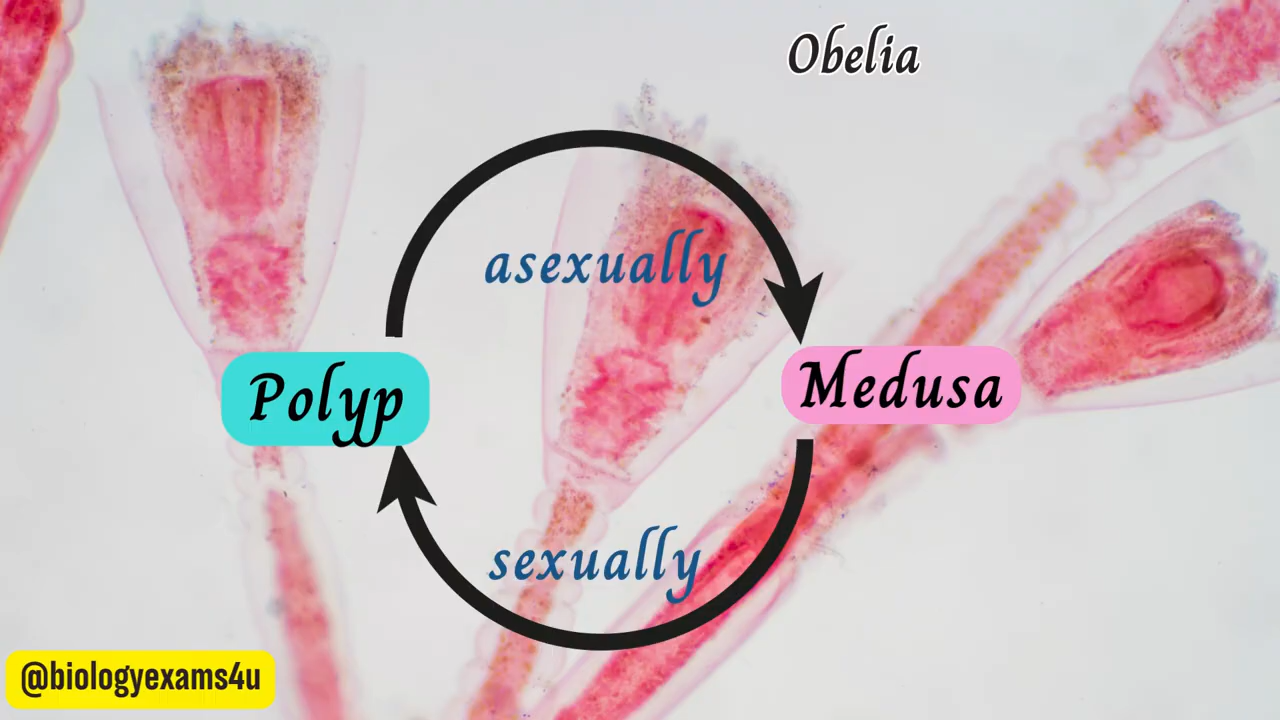 Obelia
asexually
Polyp
Medusa
sexually
@biologyexams4u